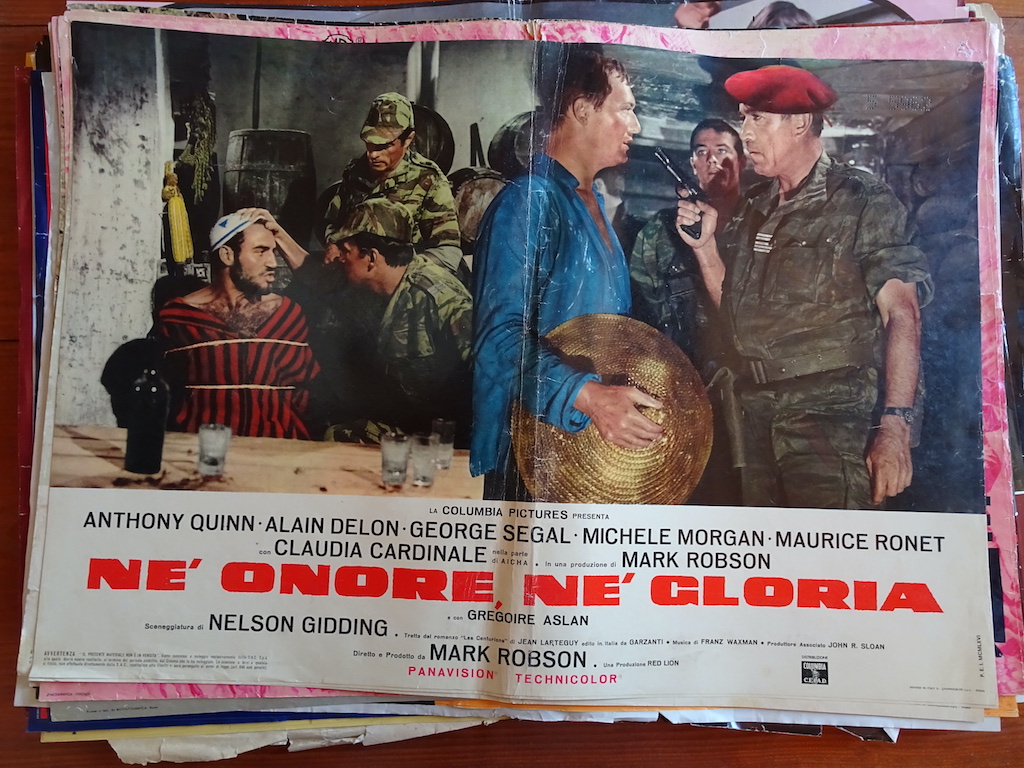 LA COLUMBIA PICTURES PRESENTA
ANTHONY QUINN · ALAIN DELON · GEORGE SEGAL · MICHELE MORGAN · MAURICE RONET
con CLAUDIA CARDINALE nella parte di AICHA • In una produzione di MARK ROBSON
NE' ONORE, NE' GLORIA
e con GREGOIRE ASLAN
Sceneggiatura di NELSON GIDDING • Tratto dal romanzo "Les Centurions" di JEAN LARTEGUY edito in Italia da GARZANTI • Musica di FRANZ WAXMAN • Produttore Associato JOHN R. SLOAN
Diretto e Prodotto da MARK ROBSON. Una Produzione RED LION
PANAVISION® TECHNICOLOR®
DISTRIBUZIONE
COLUMBIA
C.E.I.A.D.
AVVERTENZA
P.E.I. MCMLXVI